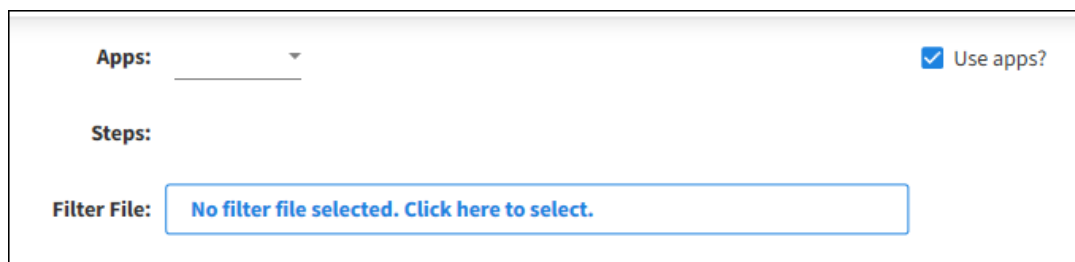 Apps:
Use apps?
Steps:
Filter File:
No filter file selected. Click here to select.